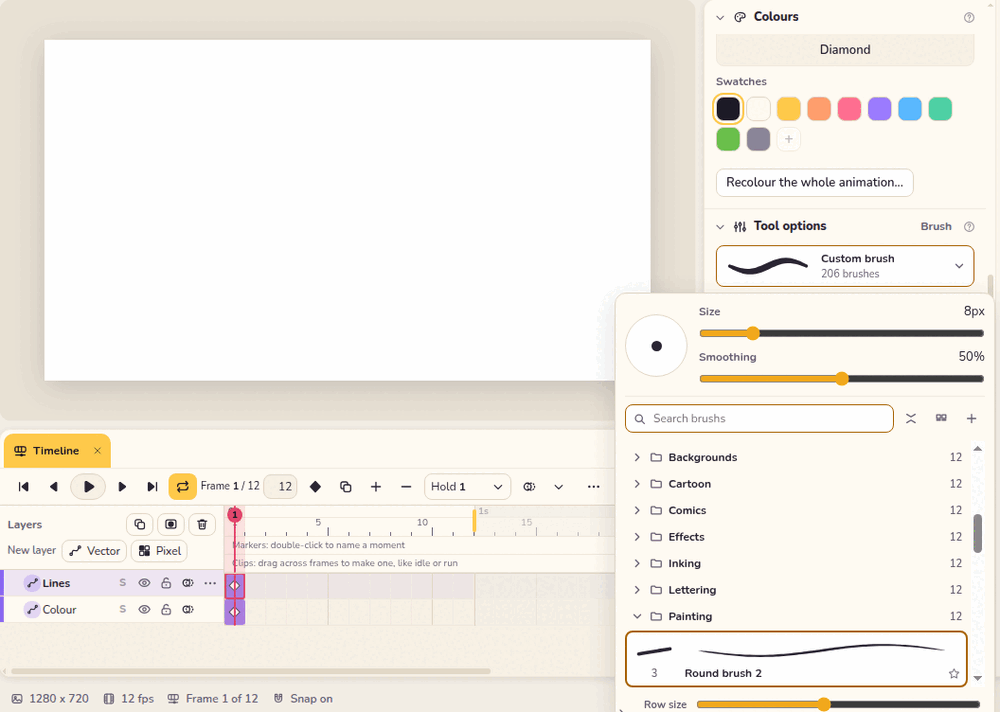 Colours
Diamond
Swatches
Recolour the whole animation...
Tool options
Brush
Custom brush
206 brushes
Size
8px
Smoothing
50%
Search brushs
Backgrounds 12
Cartoon 12
Comics 12
Effects 12
Inking 12
Lettering 12
Painting 12
3 Round brush 2
Row size
Timeline
Frame 1 / 12 12
Hold 1
Layers
New layer Vector Pixel
1 5 10 1s 15
Markers: double-click to name a moment
Clips: drag across frames to make one, like idle or run
Lines S
Colour S
1280 x 720 12 fps Frame 1 of 12 Snap on